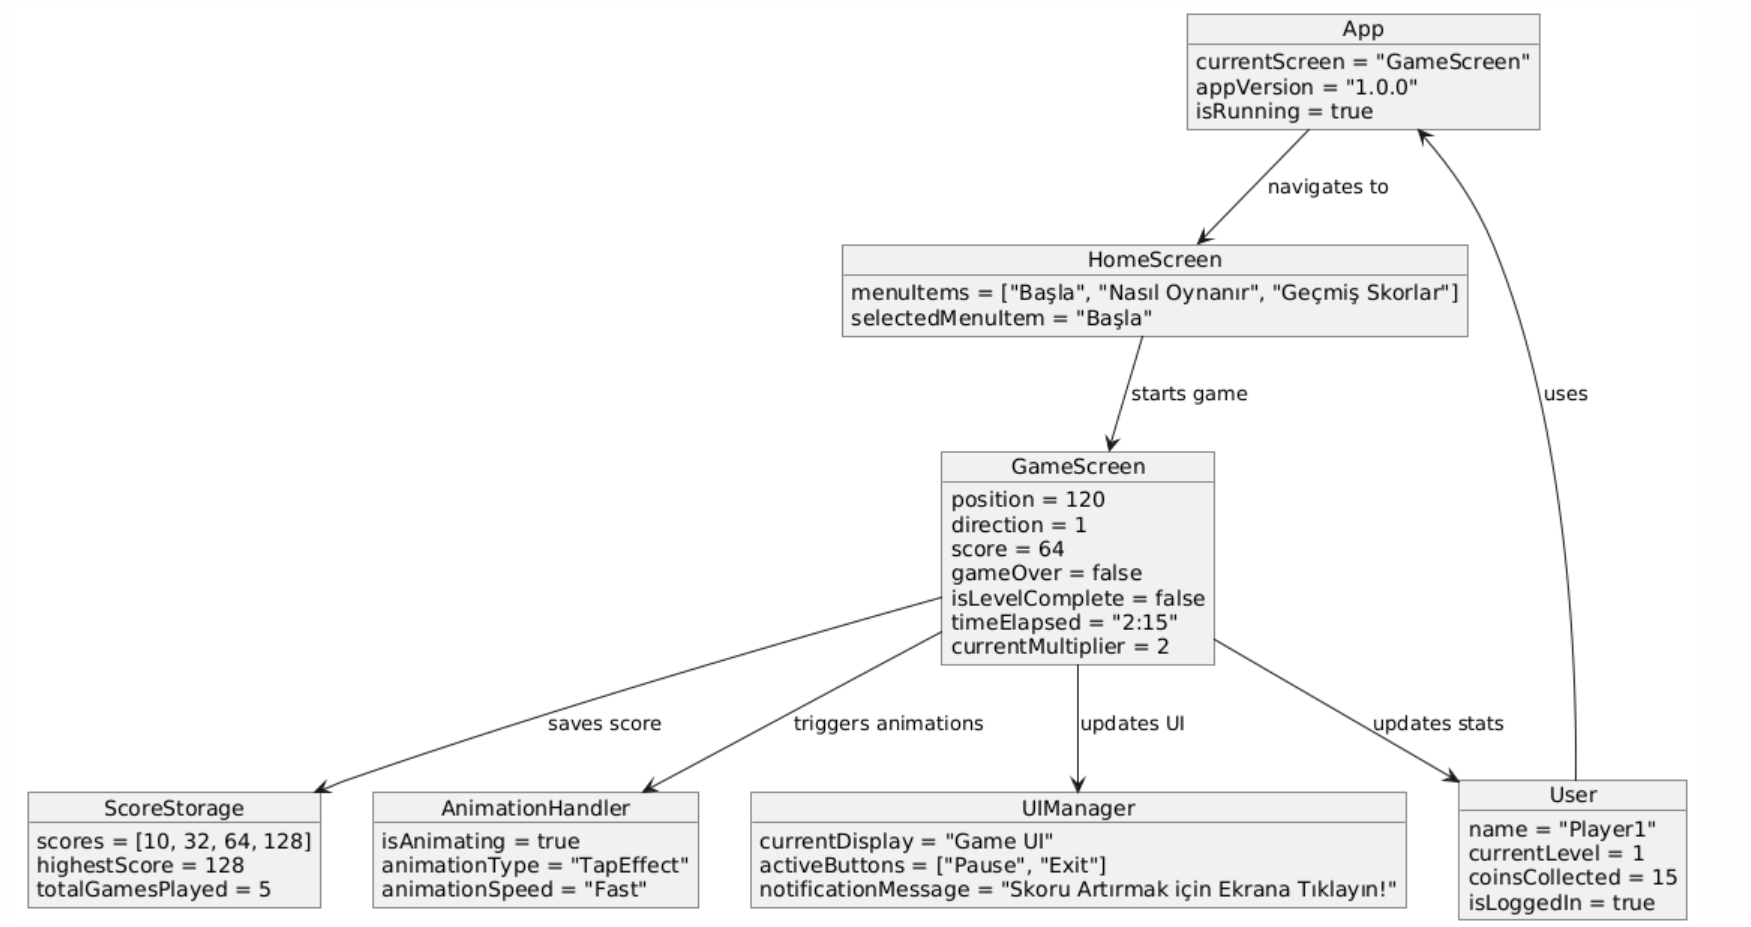 App
currentScreen = "GameScreen"
appVersion = "1.0.0"
isRunning = true
navigates to
HomeScreen
menuItems = ["Başla", "Nasıl Oynanır", "Geçmiş Skorlar"]
selectedMenuItem = "Başla"
starts game
uses
GameScreen
position = 120
direction = 1
score = 64
gameOver = false
isLevelComplete = false
timeElapsed = "2:15"
currentMultiplier = 2
saves score
triggers animations
updates UI
updates stats
ScoreStorage
scores = [10, 32, 64, 128]
highestScore = 128
totalGamesPlayed = 5
AnimationHandler
isAnimating = true
animationType = "TapEffect"
animationSpeed = "Fast"
UIManager
currentDisplay = "Game UI"
activeButtons = ["Pause", "Exit"]
notificationMessage = "Skoru Artırmak için Ekrana Tıklayın!"
User
name = "Player1"
currentLevel = 1
coinsCollected = 15
isLoggedIn = true